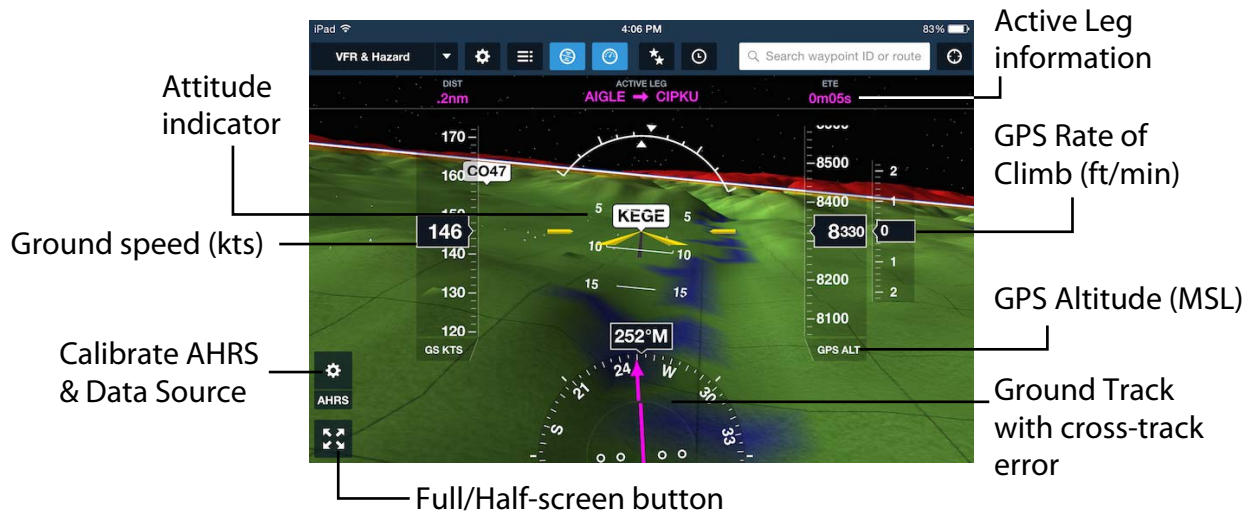 iPad
4:06 PM
83%
VFR & Hazard
Search waypoint ID or route
DIST
.2nm
ACTIVE LEG
AIGLE ➡ CIPKU
ETE
0m05s
Active Leg
information
Attitude
indicator
GPS Rate of
Climb (ft/min)
Ground speed (kts)
GPS Altitude (MSL)
Calibrate AHRS
& Data Source
Ground Track
with cross-track
error
Full/Half-screen button
170
160
146
140
130
120
GS KTS
CO47
KEGE
5
5
10
10
15
15
8500
8400
8330
8200
8100
GPS ALT
2
1
0
1
2
252°M
S
21
24
W
30
33
AHRS